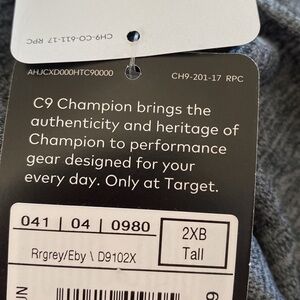 CH9-CO-611-17 RPC
AHJCXD000HTC90000
CH9-201-17 RPC
C9 Champion brings the
authenticity and heritage of
Champion to performance
gear designed for your
every day. Only at Target.
041 | 04 | 0980
2XB
Tall
Rrgrey/Eby \ D9102X